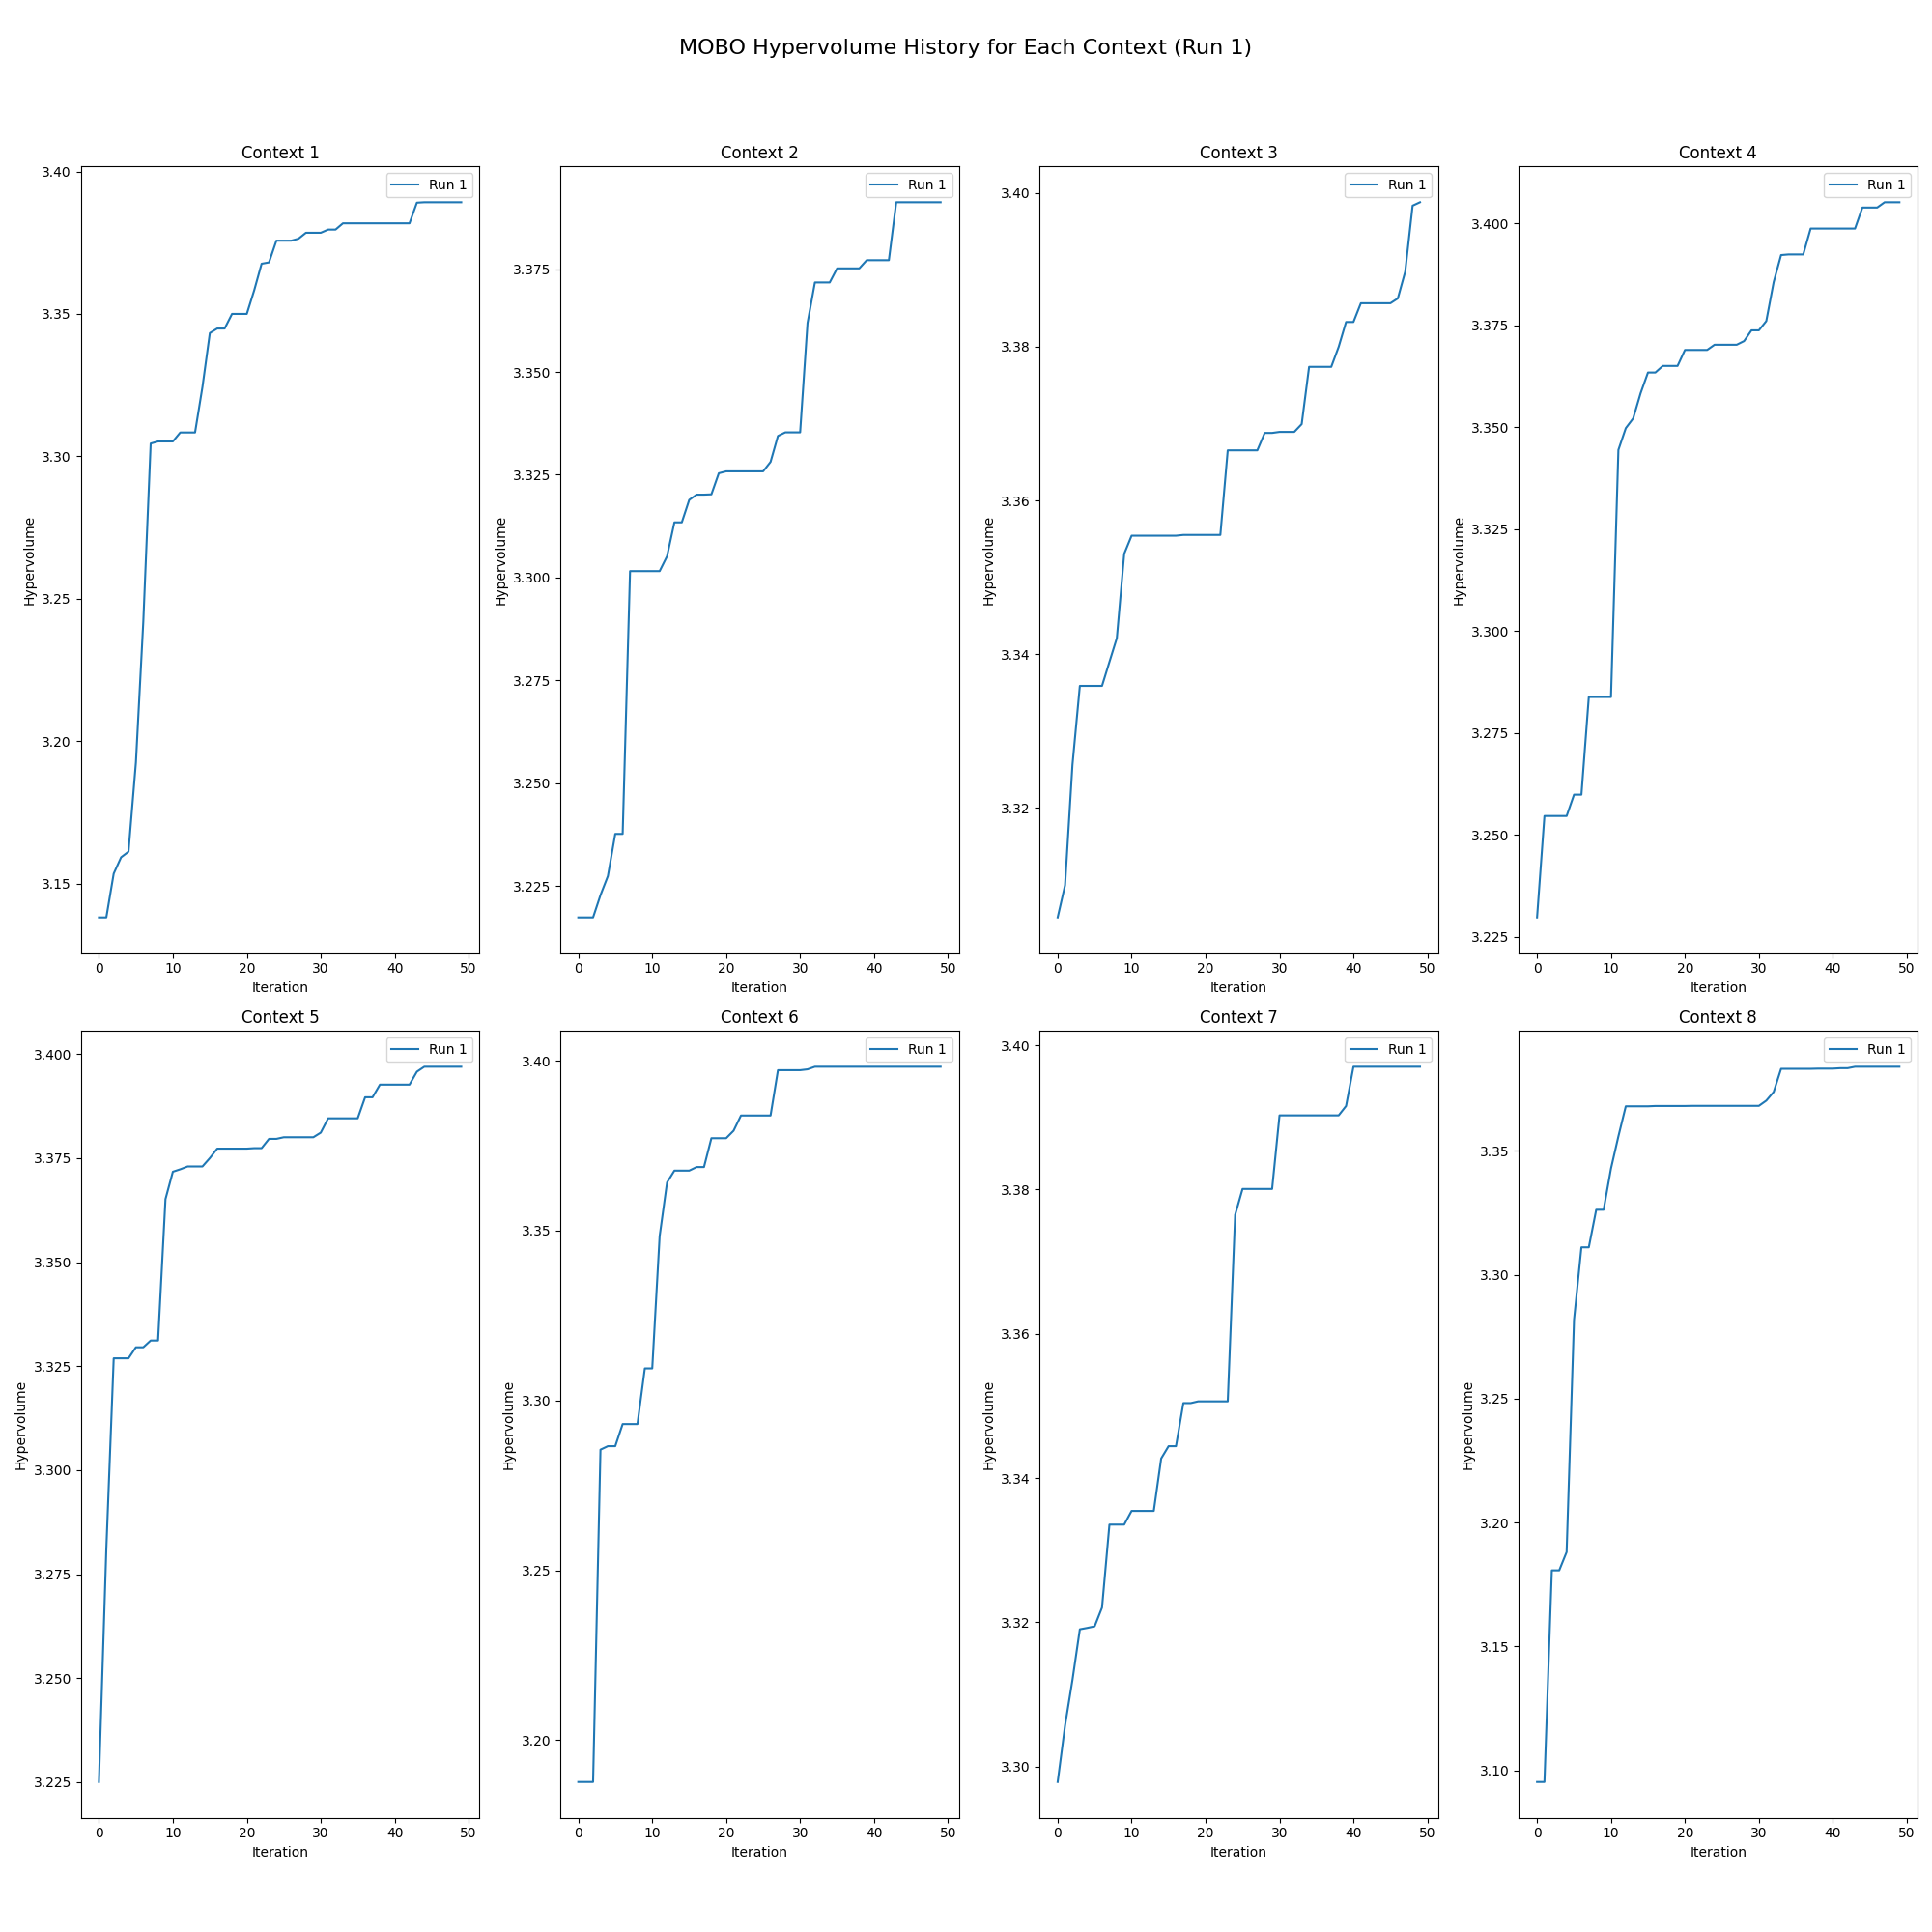 MOBO Hypervolume History for Each Context (Run 1)
Context 1
Run 1
3.40
3.35
3.30
3.25
3.20
3.15
Hypervolume
0 10 20 30 40 50
Iteration
Context 2
Run 1
3.375
3.350
3.325
3.300
3.275
3.250
3.225
Hypervolume
0 10 20 30 40 50
Iteration
Context 3
Run 1
3.40
3.38
3.36
3.34
3.32
Hypervolume
0 10 20 30 40 50
Iteration
Context 4
Run 1
3.400
3.375
3.350
3.325
3.300
3.275
3.250
3.225
Hypervolume
0 10 20 30 40 50
Iteration
Context 5
Run 1
3.400
3.375
3.350
3.325
3.300
3.275
3.250
3.225
Hypervolume
0 10 20 30 40 50
Iteration
Context 6
Run 1
3.40
3.35
3.30
3.25
3.20
Hypervolume
0 10 20 30 40 50
Iteration
Context 7
Run 1
3.40
3.38
3.36
3.34
3.32
3.30
Hypervolume
0 10 20 30 40 50
Iteration
Context 8
Run 1
3.35
3.30
3.25
3.20
3.15
3.10
Hypervolume
0 10 20 30 40 50
Iteration